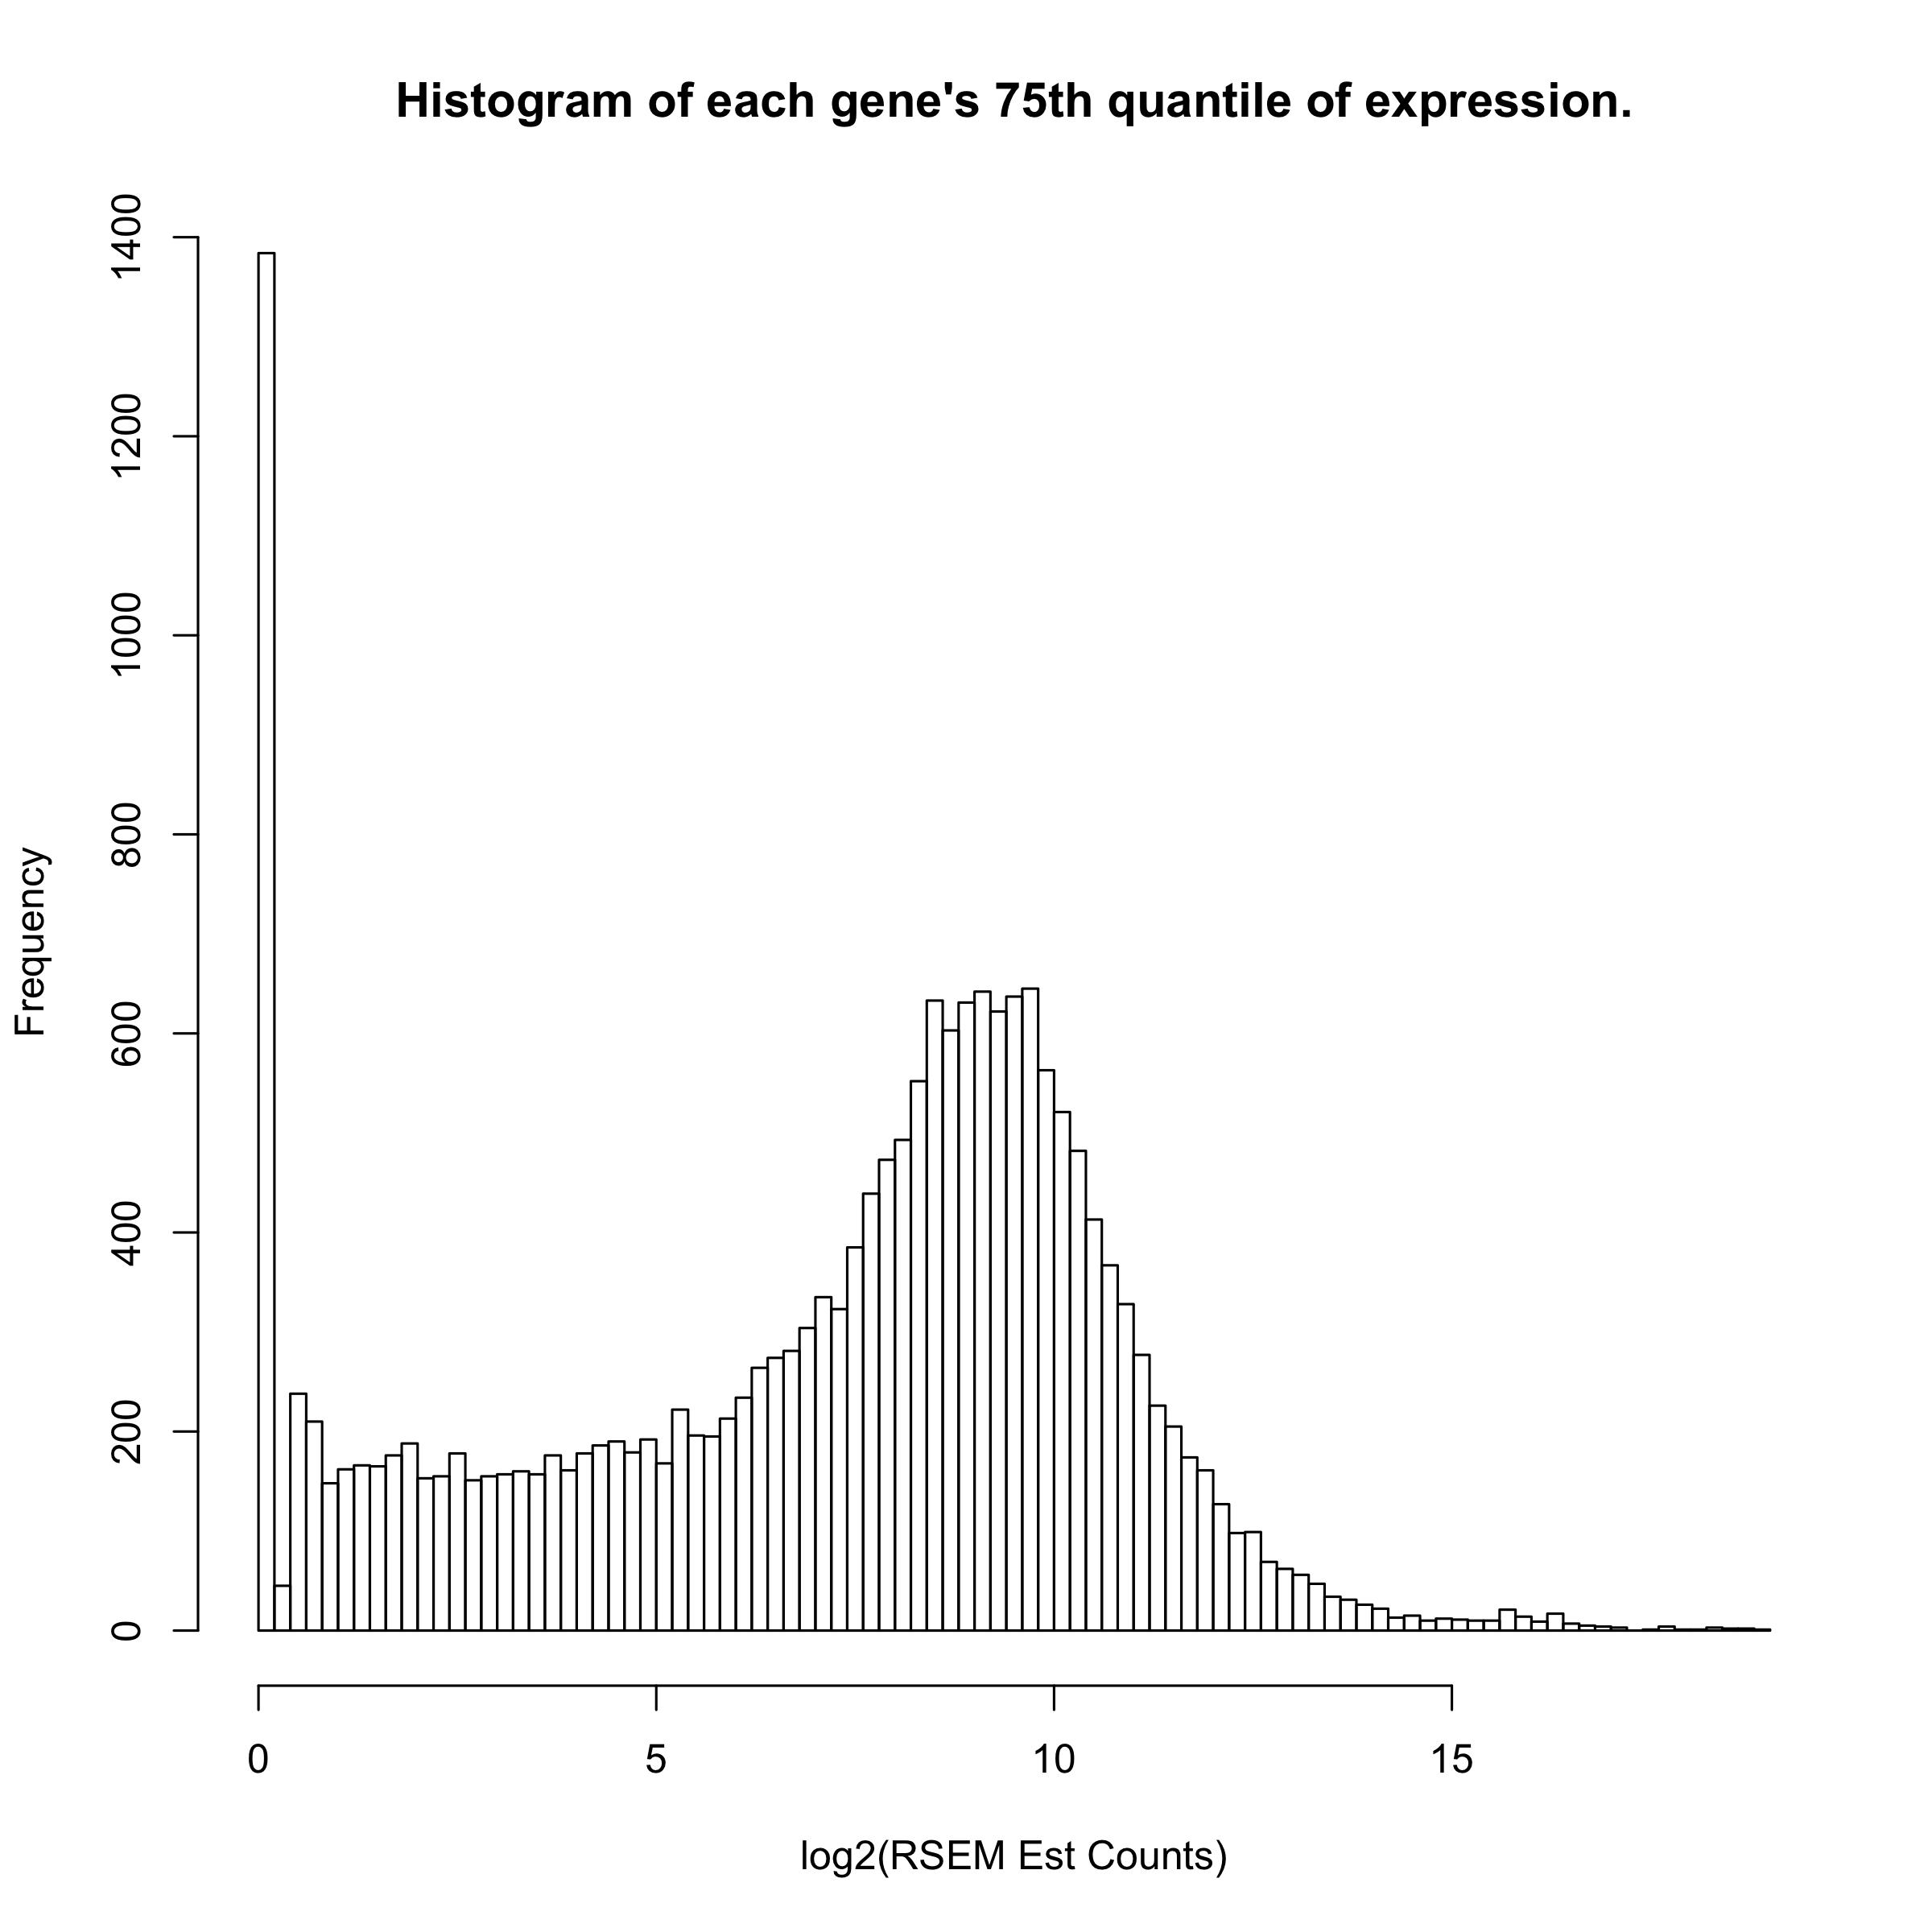 Histogram of each gene's 75th quantile of expression.
Frequency
1400
1200
1000
800
600
400
200
0
0 5 10 15
log2(RSEM Est Counts)